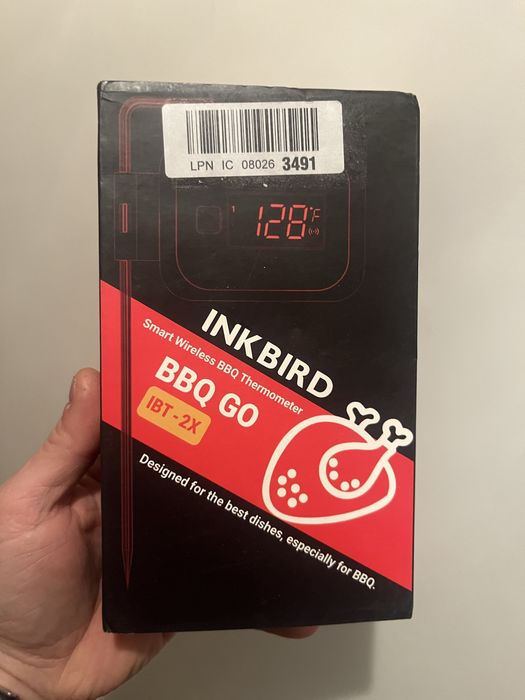 LPN IC 08026 3491
1 128°F
INKBIRD
Smart Wireless BBQ Thermometer
BBQ GO
IBT - 2X
Designed for the best dishes, especially for BBQ.